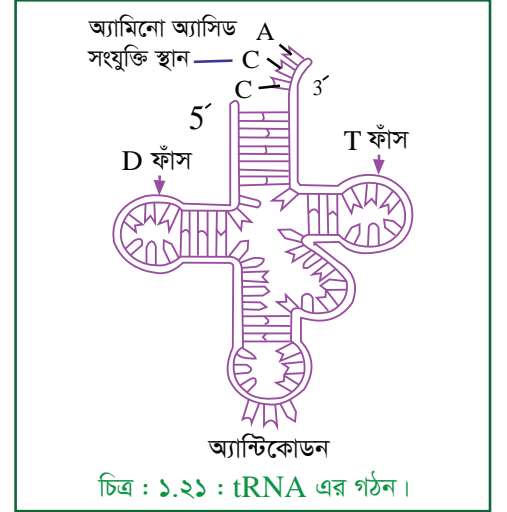 অ্যামিনো অ্যাসিড A
সংযুক্তি স্থান C
C 3´
5´
T ফাঁস
D ফাঁস
অ্যান্টিকোডন
চিত্র : ১.২১ : tRNA এর গঠন।